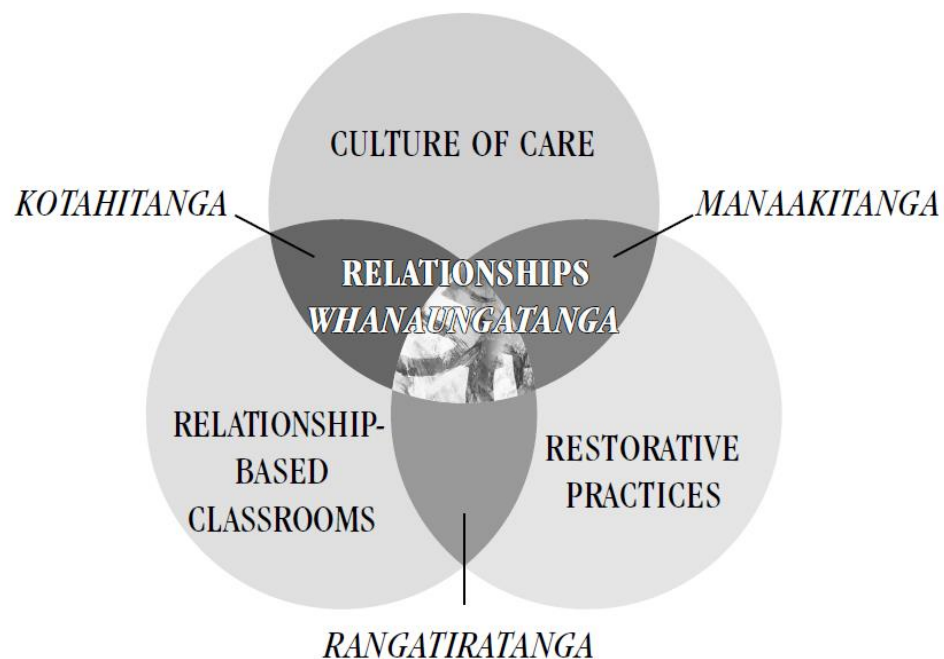 CULTURE OF CARE
KOTAHITANGA
MANAAKITANGA
RELATIONSHIPS
WHANAUNGATANGA
RELATIONSHIP-
BASED
CLASSROOMS
RESTORATIVE
PRACTICES
RANGATIRATANGA